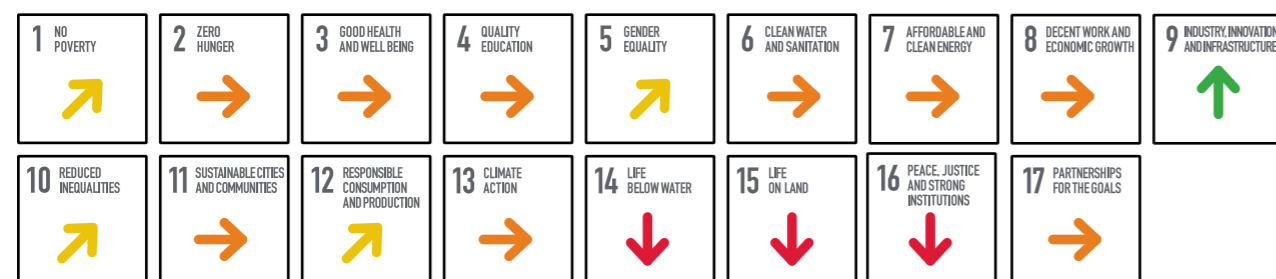 1 NO
POVERTY
2 ZERO
HUNGER
3 GOOD HEALTH
AND WELL BEING
4 QUALITY
EDUCATION
5 GENDER
EQUALITY
6 CLEAN WATER
AND SANITATION
7 AFFORDABLE AND
CLEAN ENERGY
8 DECENT WORK AND
ECONOMIC GROWTH
9 INDUSTRY, INNOVATION
AND INFRASTRUCTURE
10 REDUCED
INEQUALITIES
11 SUSTAINABLE CITIES
AND COMMUNITIES
12 RESPONSIBLE
CONSUMPTION
AND PRODUCTION
13 CLIMATE
ACTION
14 LIFE
BELOW WATER
15 LIFE
ON LAND
16 PEACE, JUSTICE
AND STRONG
INSTITUTIONS
17 PARTNERSHIPS
FOR THE GOALS